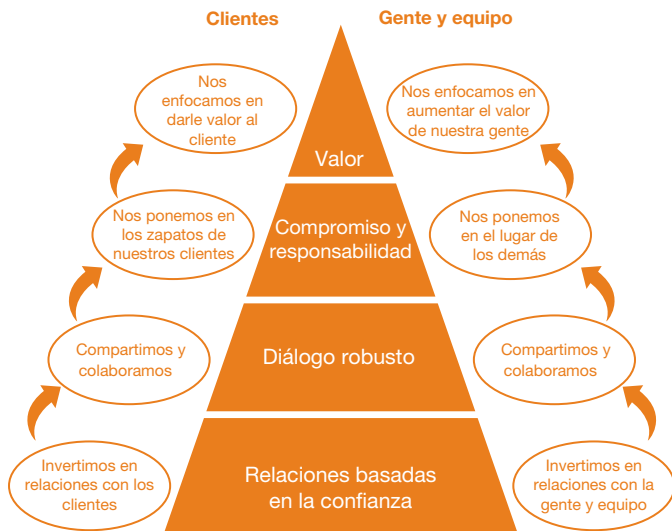 Clientes
Gente y equipo
Nos
enfocamos en
darle valor al
cliente
Valor
Nos enfocamos en
aumentar el valor
de nuestra gente
Nos ponemos en
los zapatos de
nuestros clientes
Compromiso y
responsabilidad
Nos ponemos
en el lugar de
los demás
Compartimos y
colaboramos
Diálogo robusto
Compartimos y
colaboramos
Invertimos en
relaciones con los
clientes
Relaciones basadas
en la confianza
Invertimos en
relaciones con la
gente y equipo